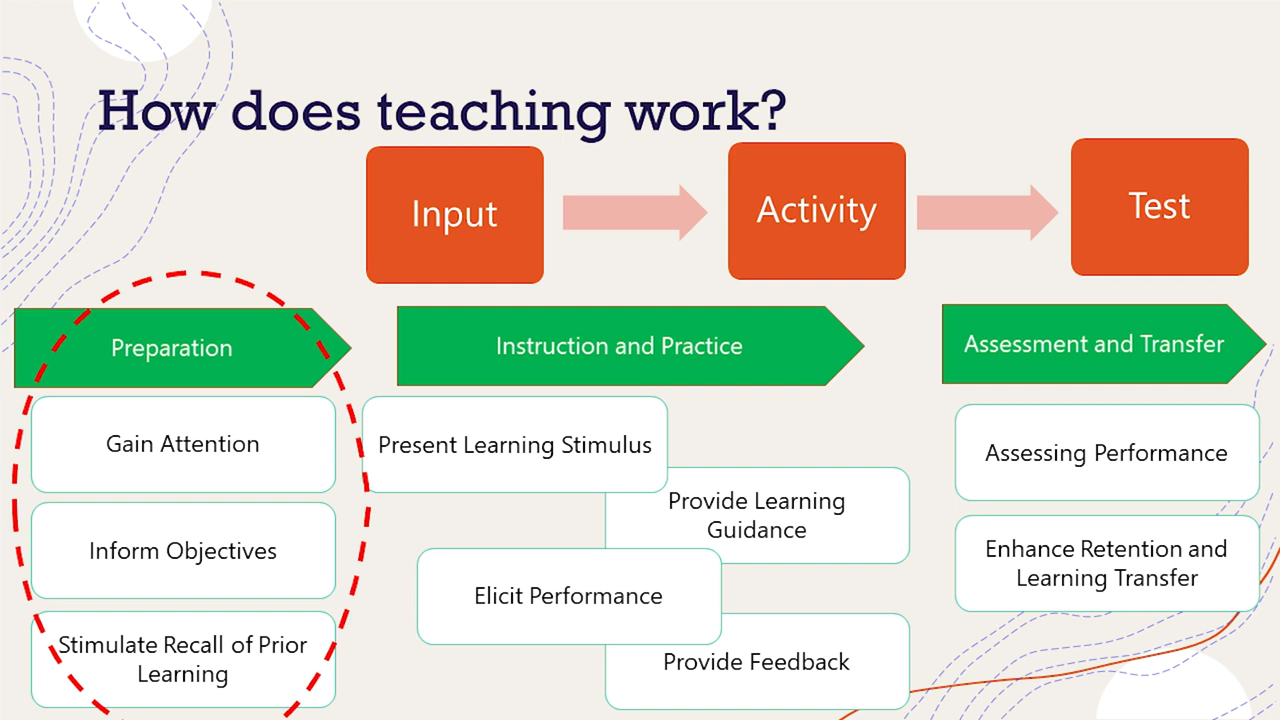 How does teaching work?
Input
Activity
Test
Preparation
Instruction and Practice
Assessment and Transfer
Gain Attention
Inform Objectives
Stimulate Recall of Prior
Learning
Present Learning Stimulus
Provide Learning
Guidance
Elicit Performance
Provide Feedback
Assessing Performance
Enhance Retention and
Learning Transfer